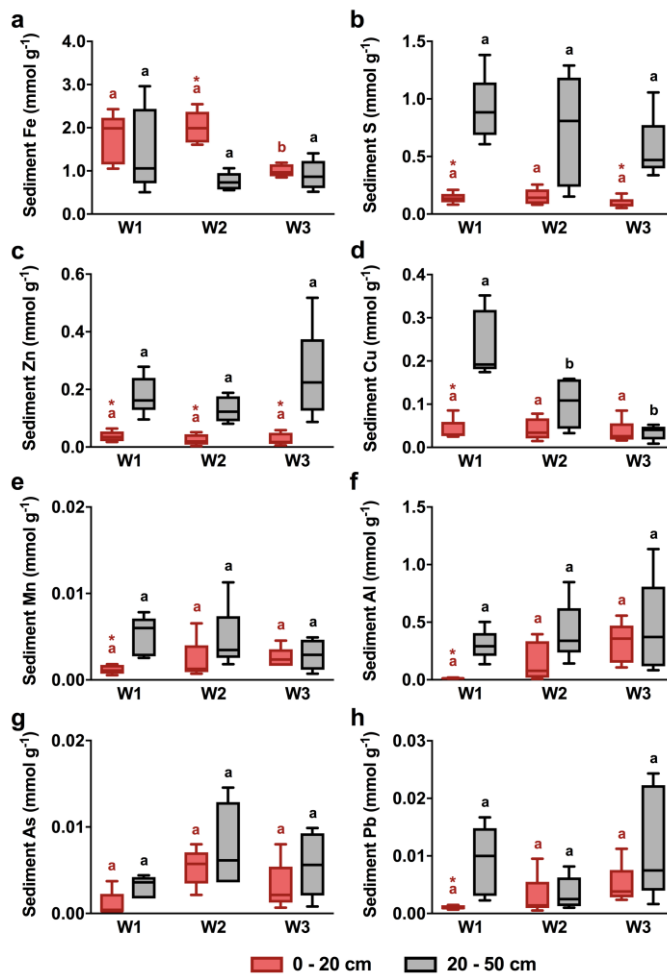 a
Sediment Fe (mmol g-1)
4.0
3.0
2.0
1.0
0.0
a a * a a b a
W1 W2 W3
b
Sediment S (mmol g-1)
1.5
1.0
0.5
0.0
* a a a a * a a
W1 W2 W3
c
Sediment Zn (mmol g-1)
0.6
0.4
0.2
0.0
* a a * a a * a a
W1 W2 W3
d
Sediment Cu (mmol g-1)
0.4
0.3
0.2
0.1
0.0
* a a a b a b
W1 W2 W3
e
Sediment Mn (mmol g-1)
0.02
0.01
0.00
* a a a a a a
W1 W2 W3
f
Sediment Al (mmol g-1)
1.5
1.0
0.5
0.0
* a a a a a a
W1 W2 W3
g
Sediment As (mmol g-1)
0.02
0.01
0.00
a a a a a a
W1 W2 W3
h
Sediment Pb (mmol g-1)
0.03
0.02
0.01
0.00
* a a a a a a
W1 W2 W3
0 - 20 cm 20 - 50 cm